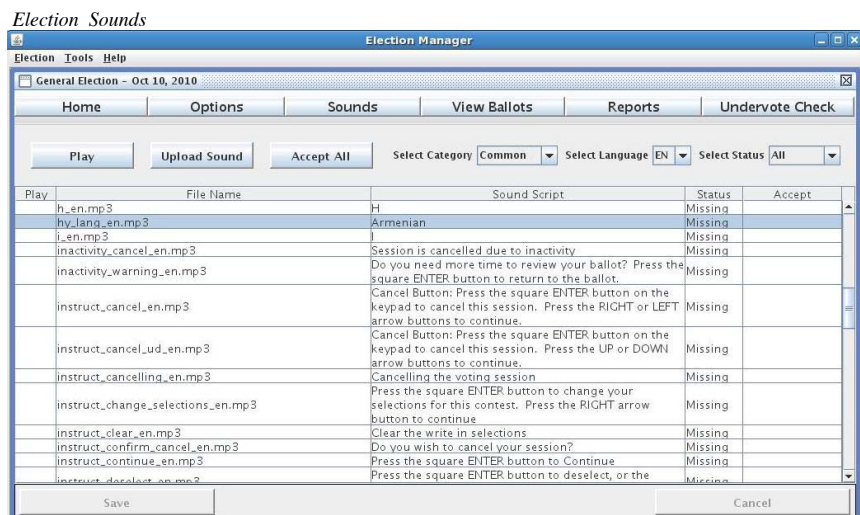 Election Sounds
Election Manager
Election Tools Help
General Election - Oct 10, 2010
Home Options Sounds View Ballots Reports Undervote Check
Play Upload Sound Accept All Select Category Common Select Language EN Select Status All
Play File Name Sound Script Status Accept
h_en.mp3 H Missing
hy_lang_en.mp3 Armenian Missing
i_en.mp3 I Missing
inactivity_cancel_en.mp3 Session is cancelled due to inactivity Missing
inactivity_warning_en.mp3 Do you need more time to review your ballot? Press the
square ENTER button to return to the ballot. Missing
instruct_cancel_en.mp3 Cancel Button: Press the square ENTER button on the
keypad to cancel this session. Press the RIGHT or LEFT
arrow buttons to continue. Missing
instruct_cancel_ud_en.mp3 Cancel Button: Press the square ENTER button on the
keypad to cancel this session. Press the UP or DOWN
arrow buttons to continue. Missing
instruct_cancelling_en.mp3 Cancelling the voting session Missing
instruct_change_selections_en.mp3 Press the square ENTER button to change your
selections for this contest. Press the RIGHT arrow
button to continue Missing
instruct_clear_en.mp3 Clear the write in selections Missing
instruct_confirm_cancel_en.mp3 Do you wish to cancel your session? Missing
instruct_continue_en.mp3 Press the square ENTER button to Continue Missing
instruct_deselect_en.mp3 Press the square ENTER button to deselect, or the Missing
Save Cancel